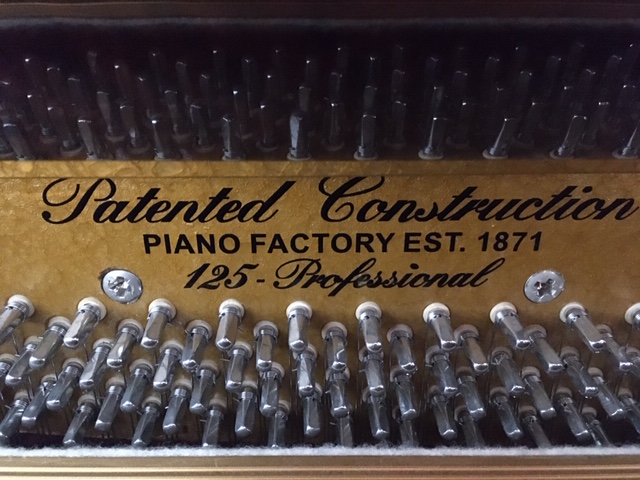 Patented Construction
PIANO FACTORY EST. 1871
125-Professional